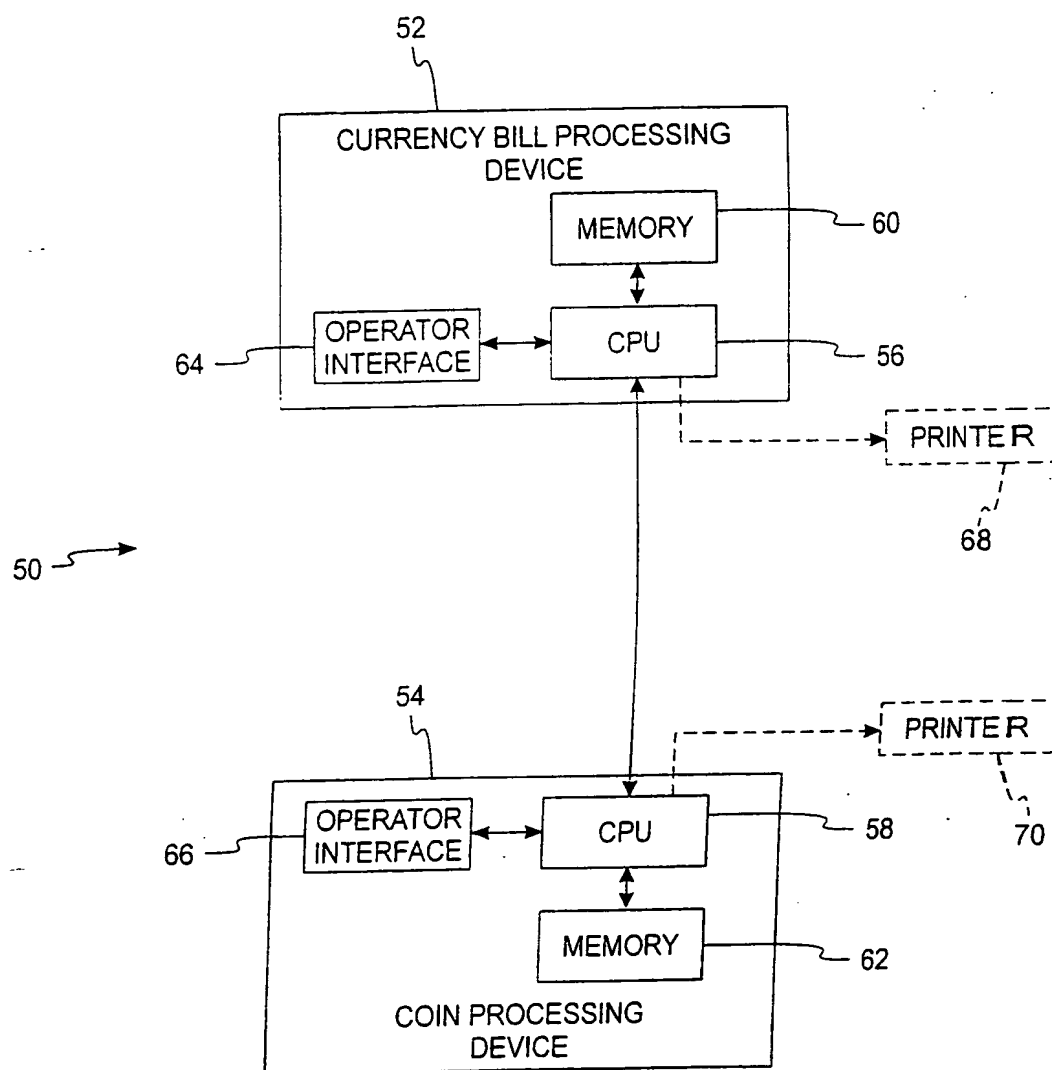 52
CURRENCY BILL PROCESSING
DEVICE
MEMORY
60
OPERATOR
INTERFACE
64
CPU
56
PRINTER
68
50
54
PRINTER
70
OPERATOR
INTERFACE
66
CPU
58
MEMORY
62
COIN PROCESSING
DEVICE